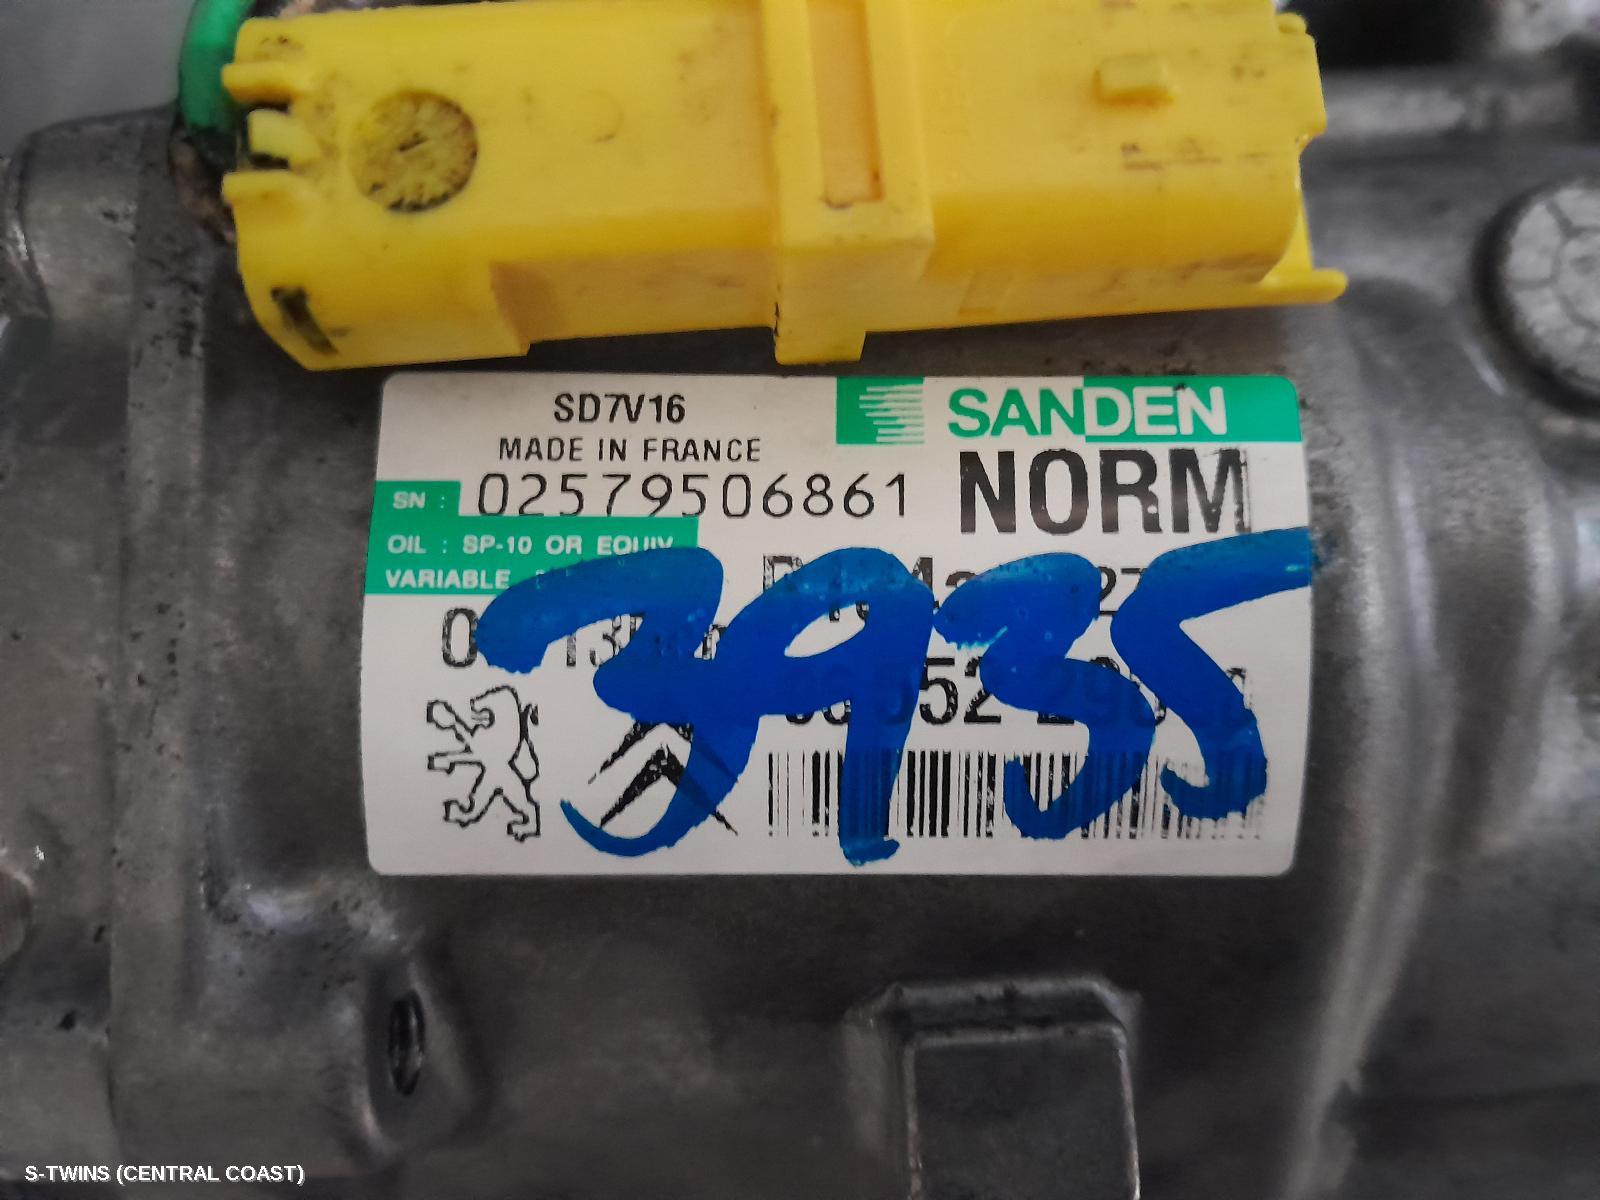 SD7V16
SANDEN
MADE IN FRANCE
NORM
SN : 02579506861
OIL : SP-10 OR EQUIV
VARIABLE
3935
S-TWINS (CENTRAL COAST)